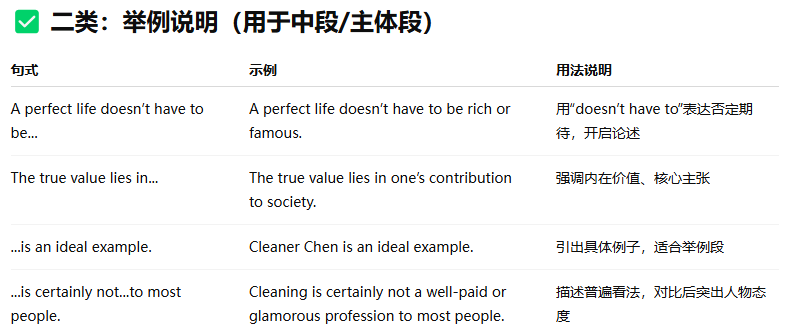 ✅ 二类：举例说明（用于中段/主体段）
句式 示例 用法说明
A perfect life doesn’t have to A perfect life doesn’t have to be rich or 用“doesn’t have to”表达否定期
be... famous. 待，开启论述
The true value lies in... The true value lies in one’s contribution 强调内在价值、核心主张
to society.
...is an ideal example. Cleaner Chen is an ideal example. 引出具体例子，适合举例段
...is certainly not...to most Cleaning is certainly not a well-paid or 描述普遍看法，对比后突出人物态
people. glamorous profession to most people. 度